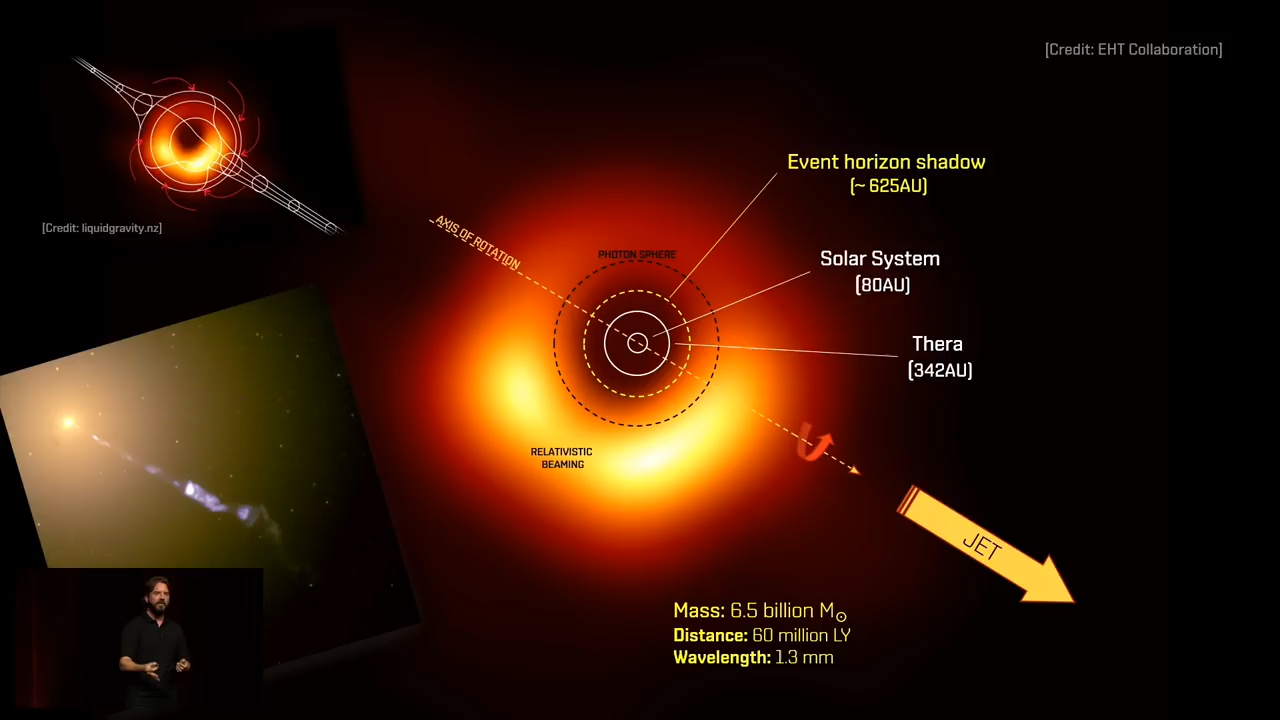 [Credit: EHT Collaboration]
Event horizon shadow
(~ 625AU)
[Credit: liquidgravity.nz]
AXIS OF ROTATION
PHOTON SPHERE
Solar System
(80AU)
Thera
(342AU)
RELATIVISTIC
BEAMING
JET
Mass: 6.5 billion M☉
Distance: 60 million LY
Wavelength: 1.3 mm